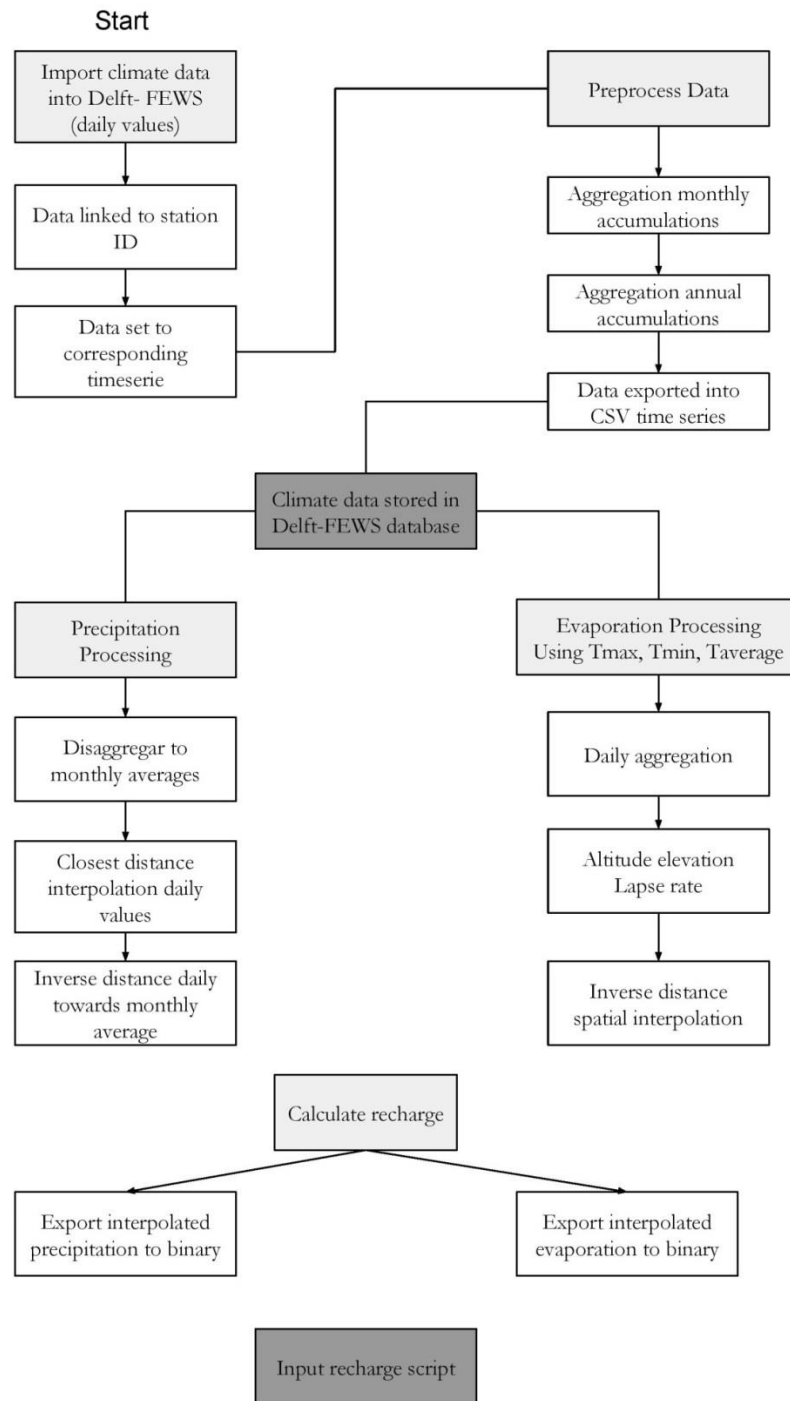 Start
Import climate data
into Delft- FEWS
(daily values)
Data linked to station
ID
Data set to
corresponding
timeserie
Preprocess Data
Aggregation monthly
accumulations
Aggregation annual
accumulations
Data exported into
CSV time series
Climate data stored in
Delft-FEWS database
Precipitation
Processing
Disaggregar to
monthly averages
Closest distance
interpolation daily
values
Inverse distance daily
towards monthly
average
Evaporation Processing
Using Tmax, Tmin, Taverage
Daily aggregation
Altitude elevation
Lapse rate
Inverse distance
spatial interpolation
Calculate recharge
Export interpolated
precipitation to binary
Export interpolated
evaporation to binary
Input recharge script